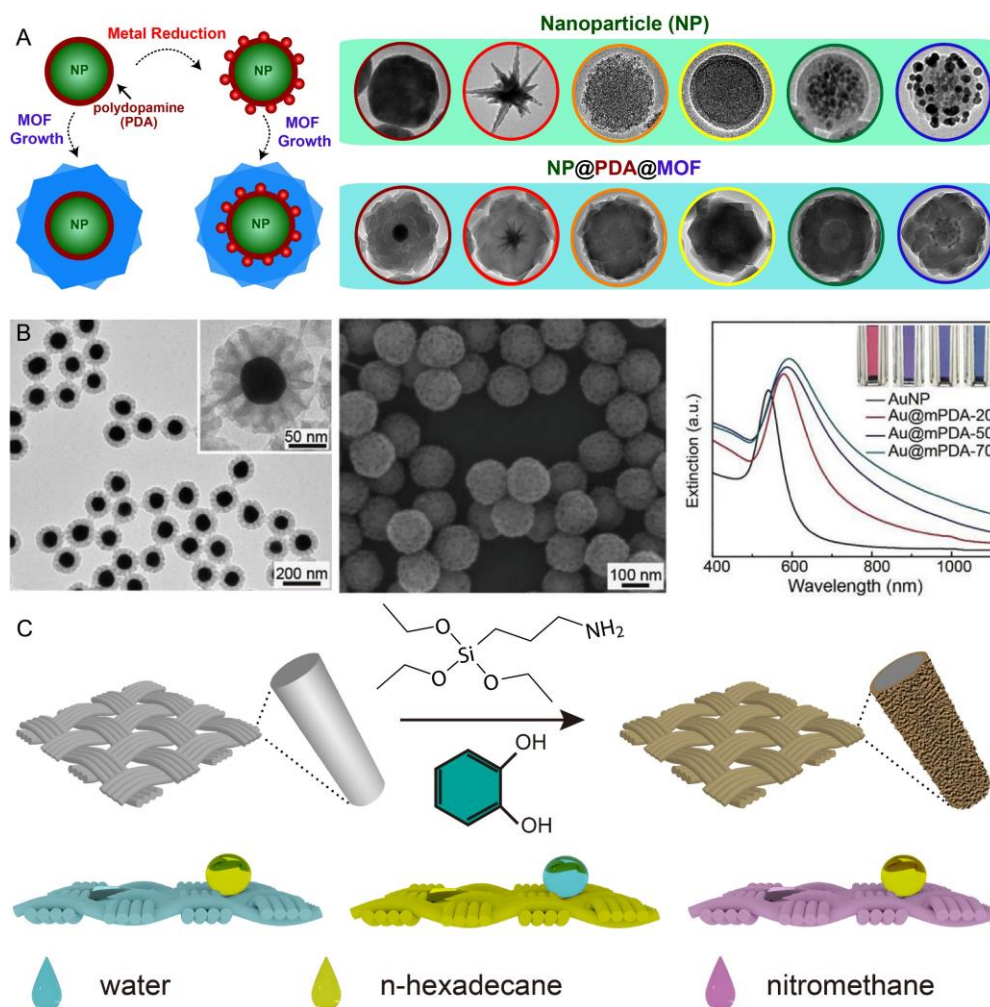 A
Metal Reduction
NP
NP
polydopamine
(PDA)
MOF
Growth
MOF
Growth
NP
NP
Nanoparticle (NP)
NP@PDA@MOF
B
50 nm
200 nm
100 nm
Extinction (a.u.)
AuNP
Au@mPDA-20
Au@mPDA-50
Au@mPDA-70
400 600 800 1000
Wavelength (nm)
C
O
NH2
O
Si
O
OH
OH
water
n-hexadecane
nitromethane